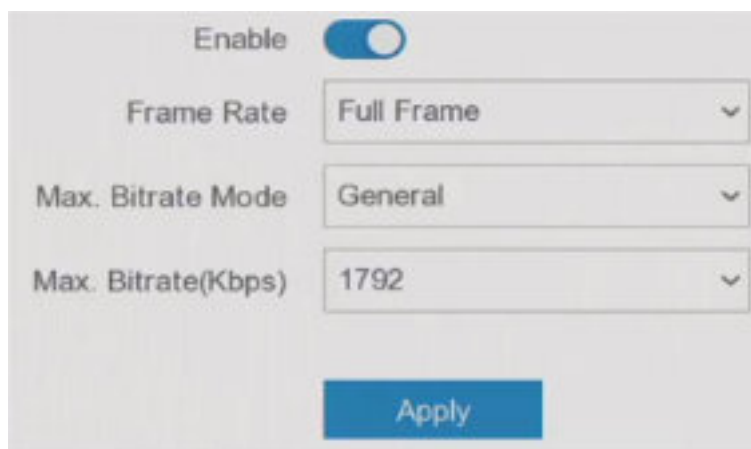 Enable
Frame Rate Full Frame
Max. Bitrate Mode General
Max. Bitrate(Kbps) 1792
Apply